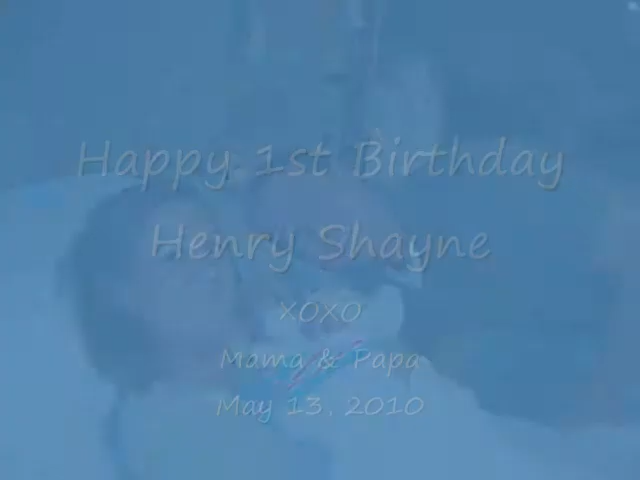 Happy 1st Birthday
Henry Shayne
xoxo
Mama & Papa
May 13, 2010